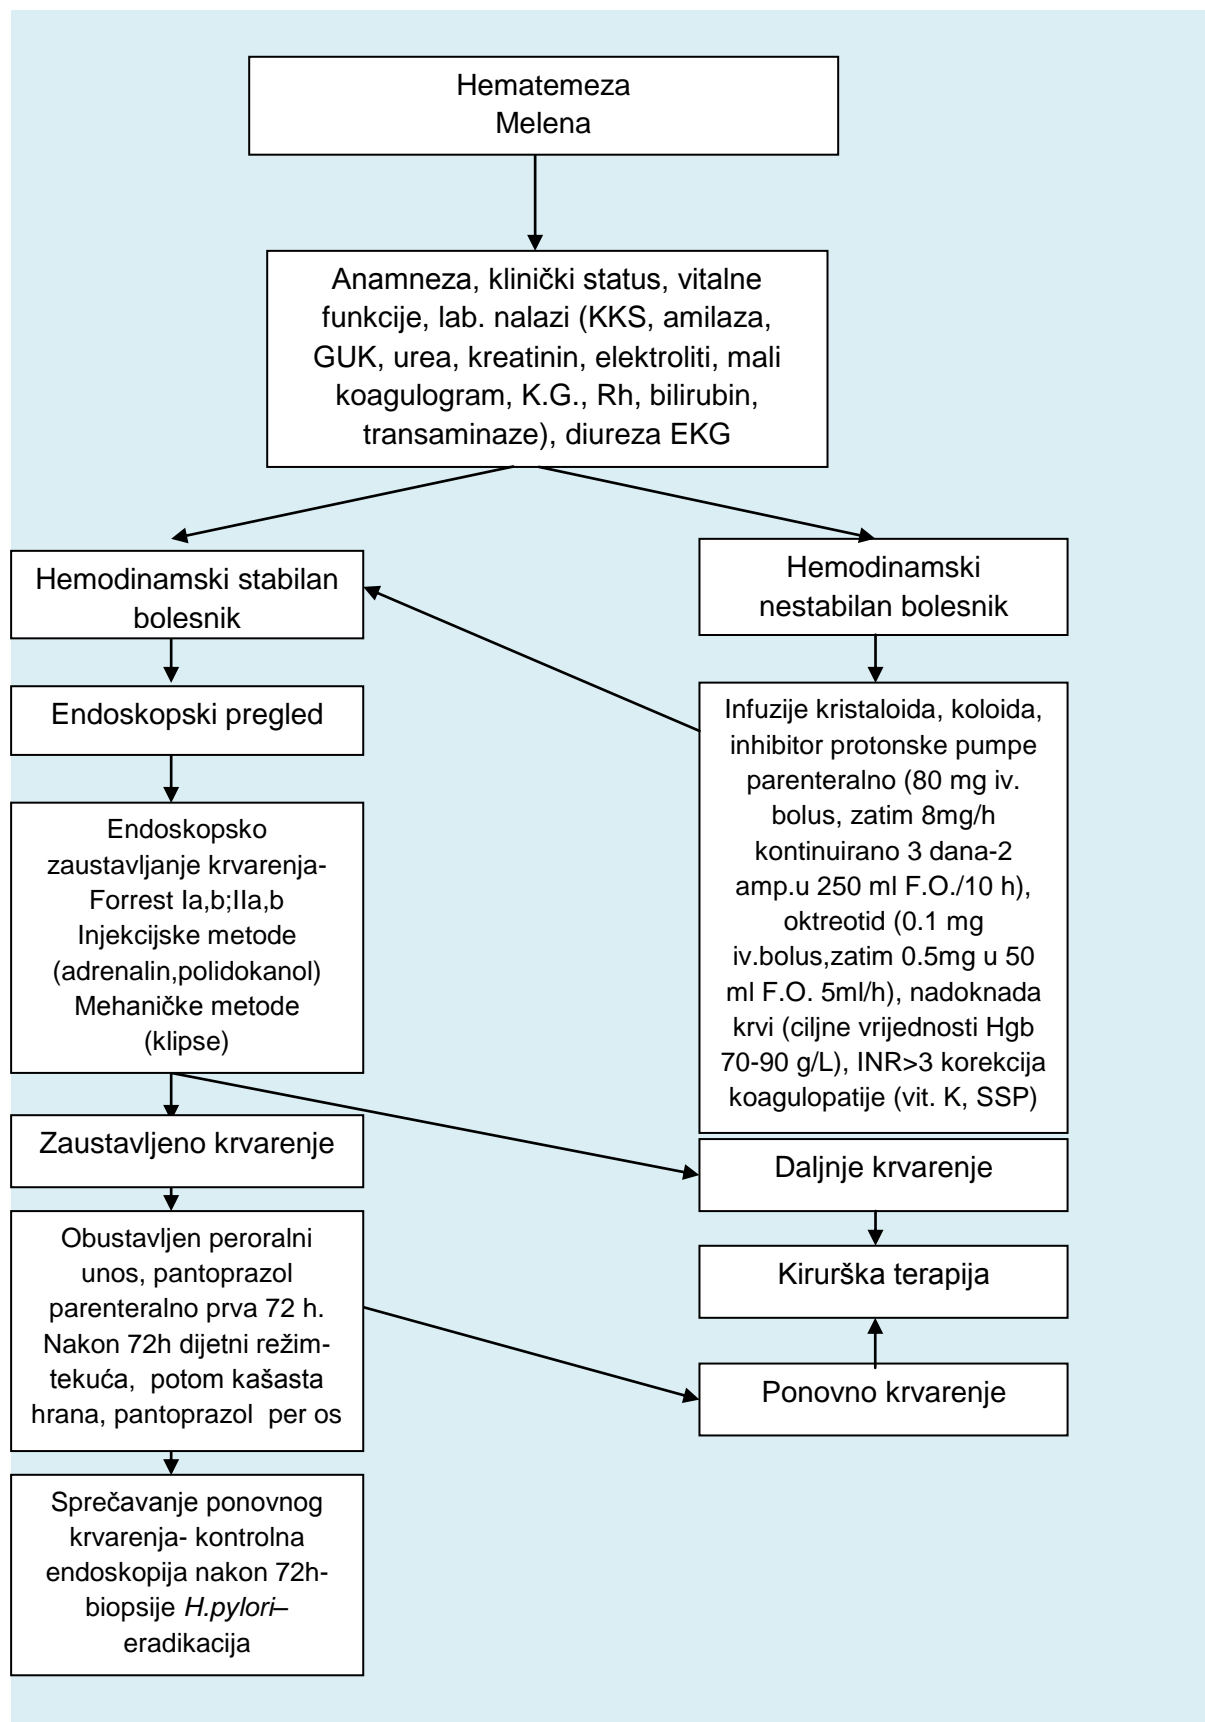 Hematemeza
Melena
Anamneza, klinički status, vitalne
funkcije, lab. nalazi (KKS, amilaza,
GUK, urea, kreatinin, elektroliti, mali
koagulogram, K.G., Rh, bilirubin,
transaminaze), diureza EKG
Hemodinamski stabilan
bolesnik
Hemodinamski
nestabilan bolesnik
Endoskopski pregled
Infuzije kristaloida, koloida,
inhibitor protonske pumpe
parenteralno (80 mg iv.
bolus, zatim 8mg/h
kontinuirano 3 dana-2
amp.u 250 ml F.O./10 h),
oktreotid (0.1 mg
iv.bolus,zatim 0.5mg u 50
ml F.O. 5ml/h), nadoknada
krvi (ciljne vrijednosti Hgb
70-90 g/L), INR>3 korekcija
koagulopatije (vit. K, SSP)
Endoskopsko
zaustavljanje krvarenja-
Forrest Ia,b;IIa,b
Injekcijske metode
(adrenalin,polidokanol)
Mehaničke metode
(klipse)
Zaustavljeno krvarenje
Daljnje krvarenje
Obustavljen peroralni
unos, pantoprazol
parenteralno prva 72 h.
Nakon 72h dijetni režim-
tekuća, potom kašasta
hrana, pantoprazol per os
Kirurška terapija
Ponovno krvarenje
Sprečavanje ponovnog
krvarenja- kontrolna
endoskopija nakon 72h-
biopsije H.pylori–
eradikacija